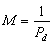 M = 1/P_d